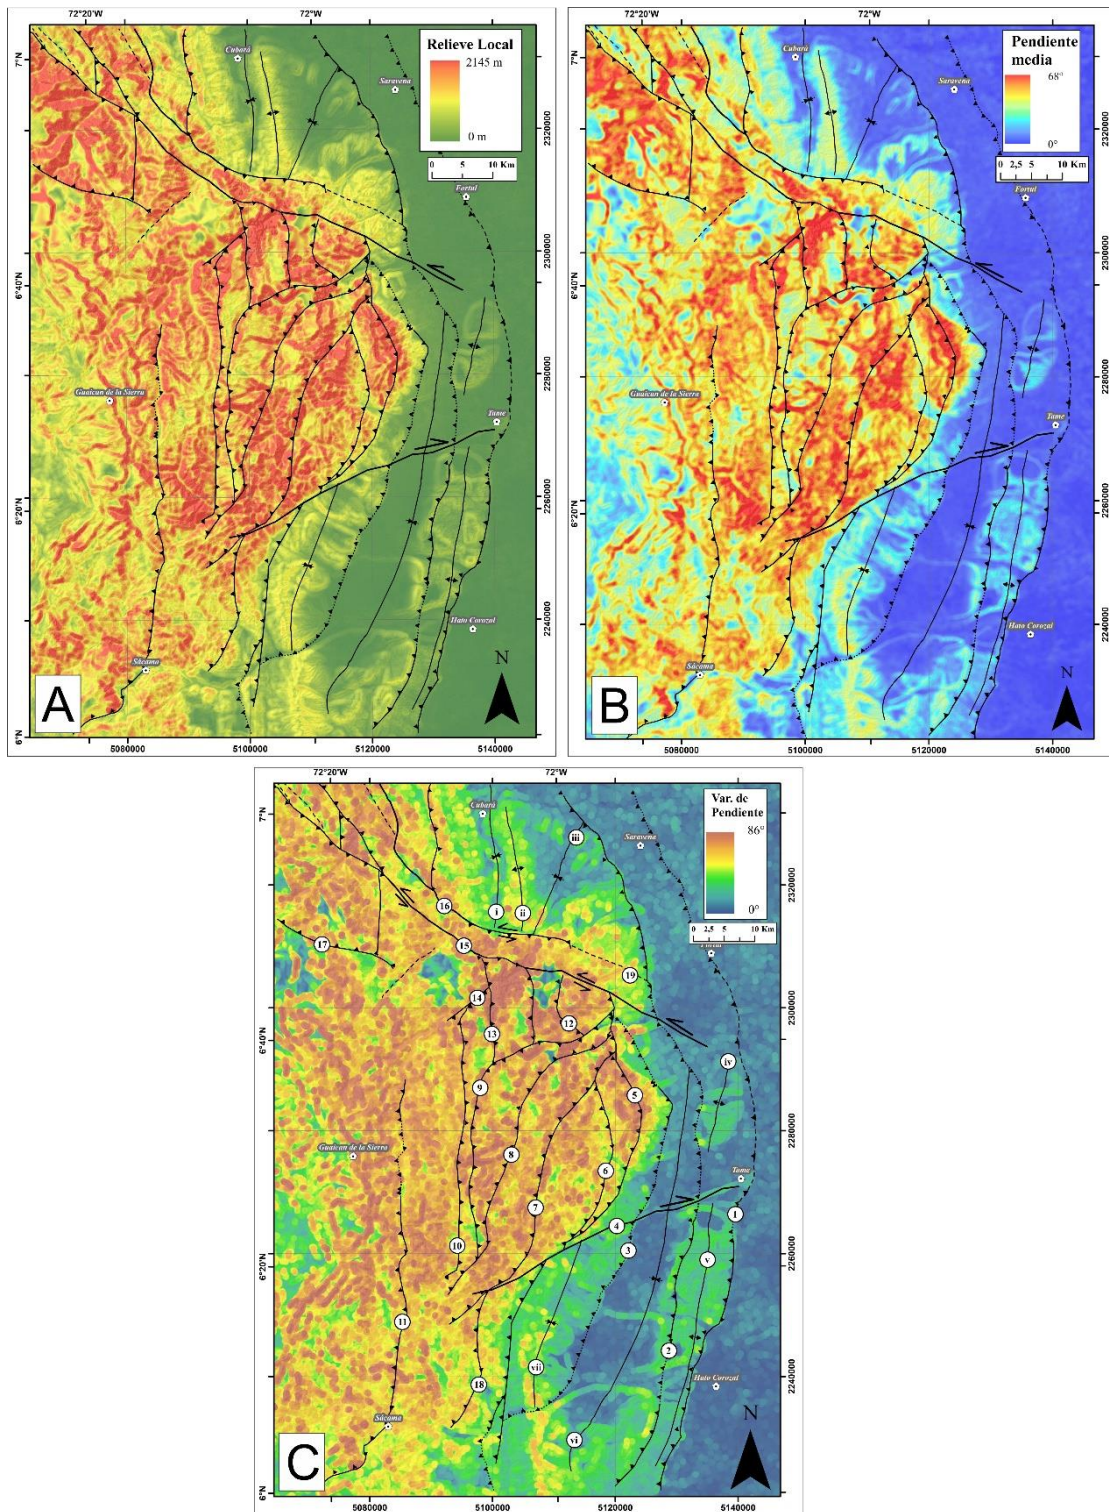 72°20'W
72°W
Cubará
Relieve Local
2145 m
0 m
0 5 10 Km
7°N
Saravena
2320000
Fortul
2300000
6°40'N
2280000
Guaican de la Sierra
Tame
6°20'N
2260000
2240000
Hato Corozal
Sácama
N
A
6°N
5080000
5100000
5120000
5140000
72°20'W
72°W
Cubará
Pendiente
media
68°
0°
0 2,5 5 10 Km
7°N
Saravena
2320000
Fortul
2300000
6°40'N
2280000
Guaican de la Sierra
Tame
6°20'N
2260000
2240000
Hato Corozal
Sácama
N
B
6°N
5080000
5100000
5120000
5140000
72°20'W
72°W
Cubará
Var. de
Pendiente
86°
0°
0 2,5 5 10 Km
7°N
iii
Saravena
2320000
16
i
ii
17
15
19
14
2300000
12
13
6°40'N
iv
9
5
2280000
8
Guaican de la Sierra
6
Tame
7
4
1
10
3
v
2260000
6°20'N
11
2
vii
18
Hato Corozal
2240000
Sácama
vi
N
C
6°N
5080000
5100000
5120000
5140000